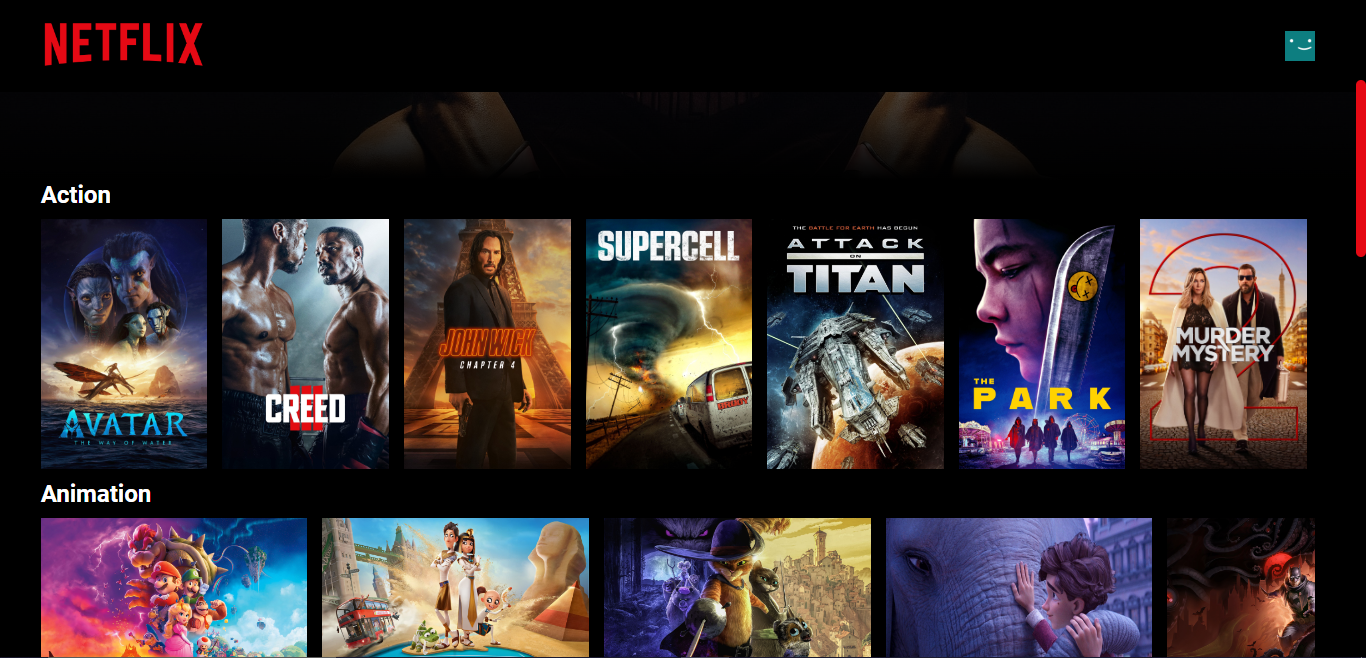 NETFLIX
Action
AVATAR
THE WAY OF WATER
CREED
III
JOHN WICK
CHAPTER 4
SUPERCELL
THE BATTLE FOR EARTH HAS BEGUN
ATTACK
ON
TITAN
THE
PARK
2
MURDER
MYSTERY
Animation